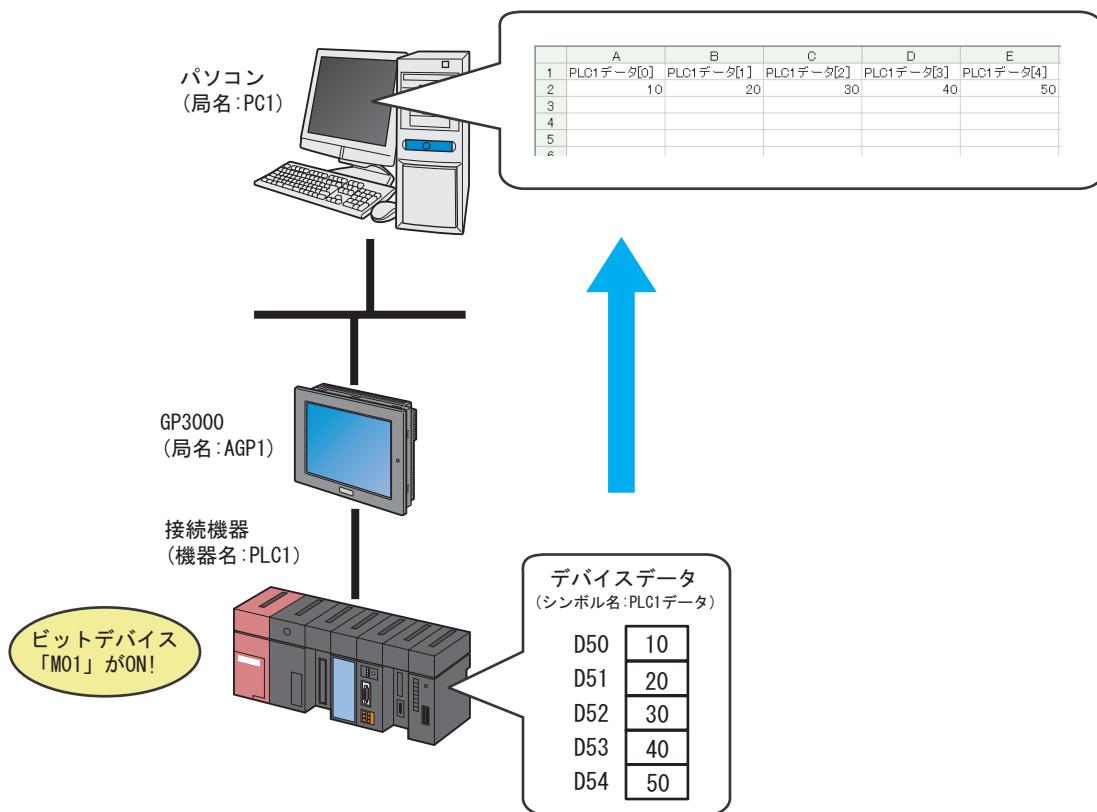 パソコン
(局名:PC1)
A B C D E
1 PLC1データ[0] PLC1データ[1] PLC1データ[2] PLC1データ[3] PLC1データ[4]
2 10 20 30 40 50
3
4
5
6
GP3000
(局名:AGP1)
接続機器
(機器名:PLC1)
ビットデバイス
「M01」がON!
デバイスデータ
(シンボル名:PLC1データ)
D50 10
D51 20
D52 30
D53 40
D54 50